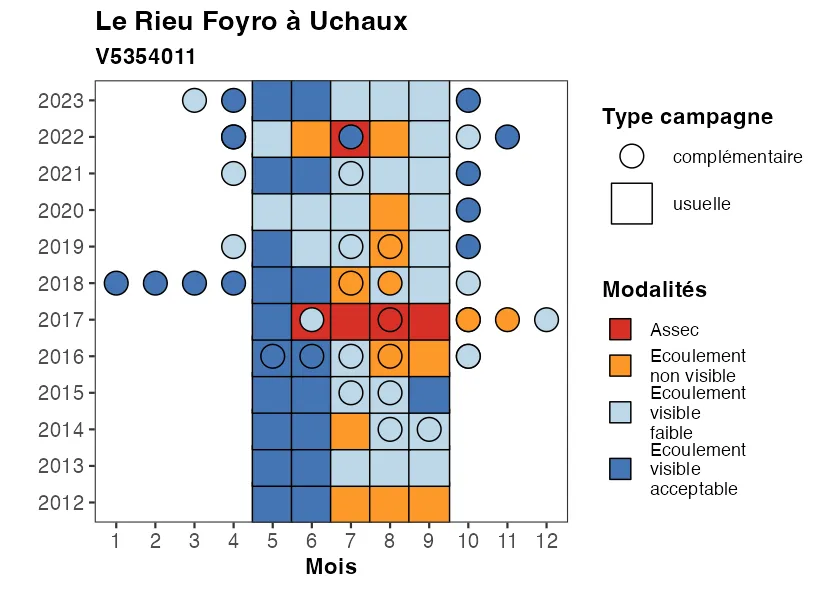 Le Rieu Foyro à Uchaux
V5354011
2023
2022
2021
2020
2019
2018
2017
2016
2015
2014
2013
2012
1 2 3 4 5 6 7 8 9 10 11 12
Mois
Type campagne
complémentaire
usuelle
Modalités
Assec
Ecoulement
non visible
Ecoulement
visible
faible
Ecoulement
visible
acceptable